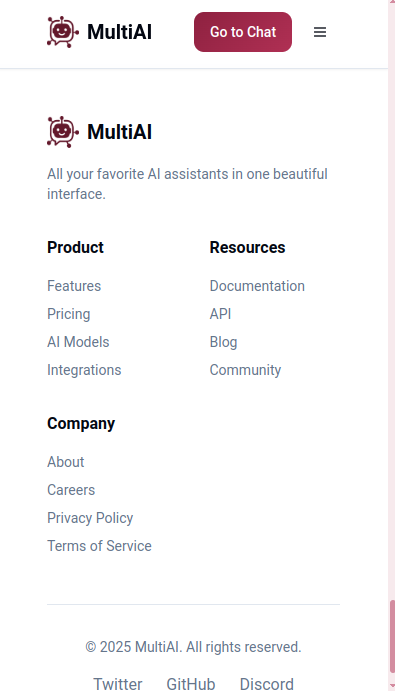 MultiAI
Go to Chat
MultiAI
All your favorite AI assistants in one beautiful
interface.
Product
Features
Pricing
AI Models
Integrations
Resources
Documentation
API
Blog
Community
Company
About
Careers
Privacy Policy
Terms of Service
© 2025 MultiAI. All rights reserved.
Twitter GitHub Discord